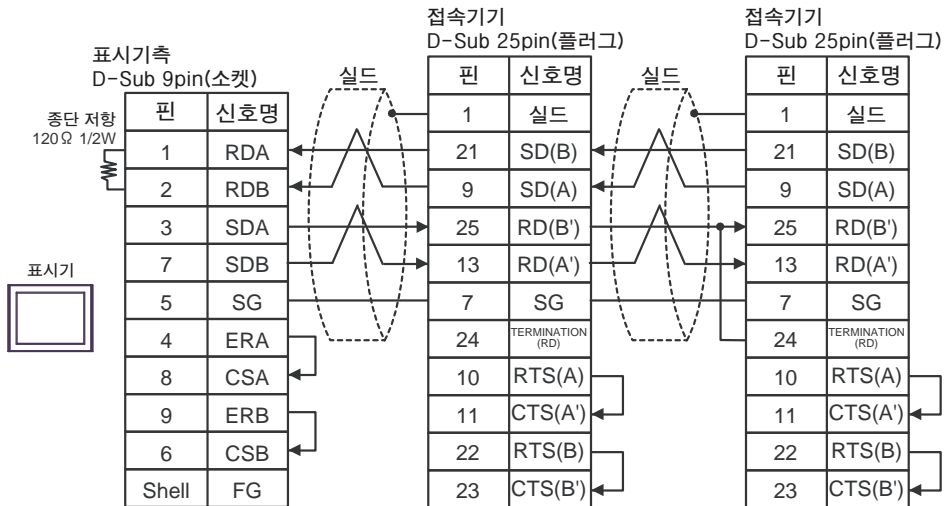 표시기측
D-Sub 9pin(소켓)
종단 저항
120Ω 1/2W
표시기
핀 신호명
1 RDA
2 RDB
3 SDA
7 SDB
5 SG
4 ERA
8 CSA
9 ERB
6 CSB
Shell FG
실드
접속기기
D-Sub 25pin(플러그)
핀 신호명
1 실드
21 SD(B)
9 SD(A)
25 RD(B')
13 RD(A')
7 SG
24 TERMINATION
(RD)
10 RTS(A)
11 CTS(A')
22 RTS(B)
23 CTS(B')
실드
접속기기
D-Sub 25pin(플러그)
핀 신호명
1 실드
21 SD(B)
9 SD(A)
25 RD(B')
13 RD(A')
7 SG
24 TERMINATION
(RD)
10 RTS(A)
11 CTS(A')
22 RTS(B)
23 CTS(B')